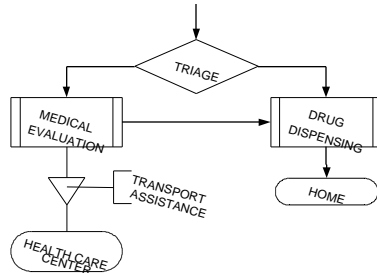 TRIAGE
MEDICAL
EVALUATION
DRUG
DISPENSING
TRANSPORT
ASSISTANCE
HOME
HEALTH CARE
CENTER